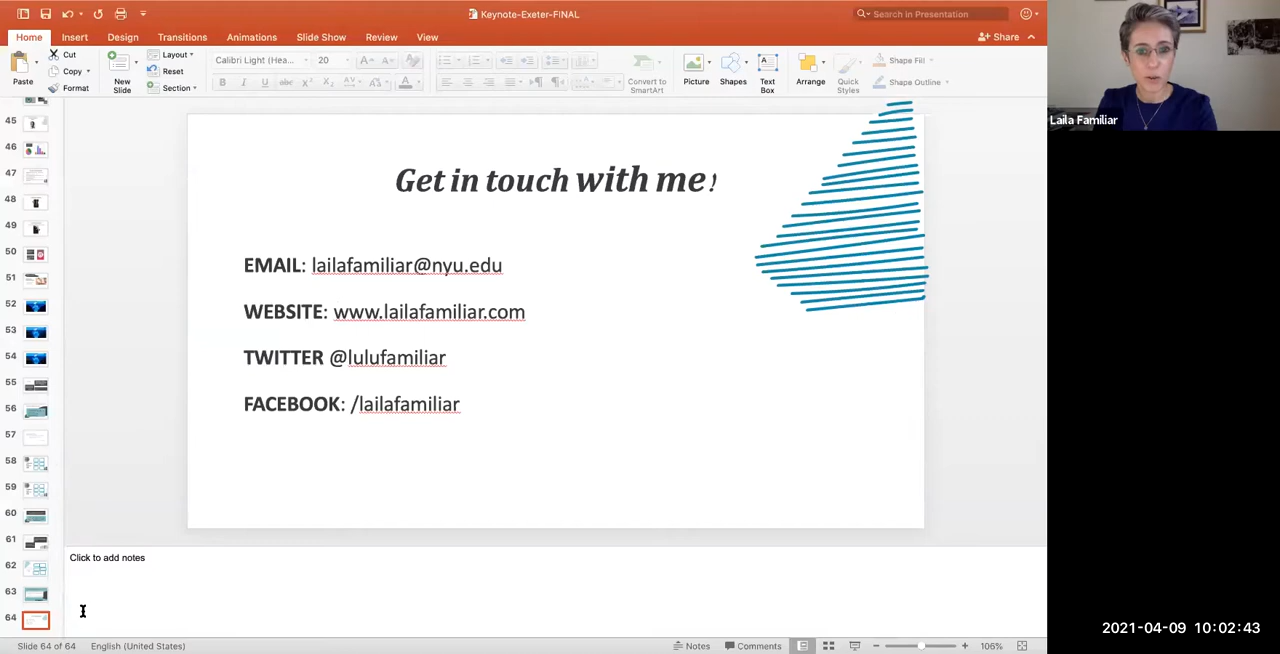 Keynote-Exeter-FINAL
Search in Presentation
Home Insert Design Transitions Animations Slide Show Review View
Share
Paste
Cut
Copy
Format
New Slide
Layout
Reset
Section
Calibri Light (Hea...
20
Convert to SmartArt
Picture
Shapes
Text Box
Arrange
Quick Styles
Shape Fill
Shape Outline
Laila Familiar
45
46
47
48
49
50
51
52
53
54
55
56
57
58
59
60
61
62
63
64
Get in touch with me!
EMAIL: lailafamiliar@nyu.edu
WEBSITE: www.lailafamiliar.com
TWITTER @lulufamiliar
FACEBOOK: /lailafamiliar
Click to add notes
2021-04-09 10:02:43
Slide 64 of 64 English (United States) Notes Comments 106%